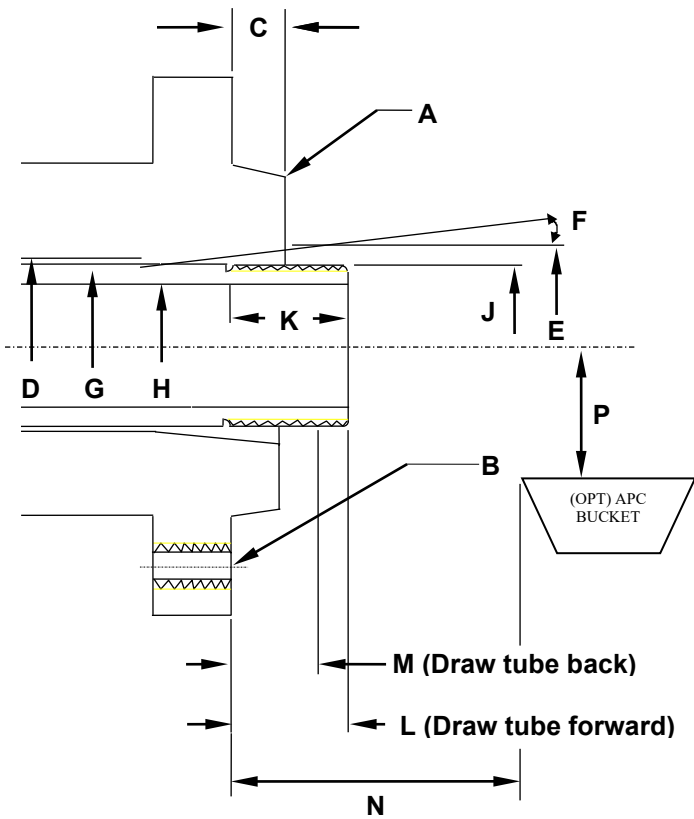 C
A
F
K
J
E
D
G
H
P
B
(OPT) APC
BUCKET
M (Draw tube back)
L (Draw tube forward)
N